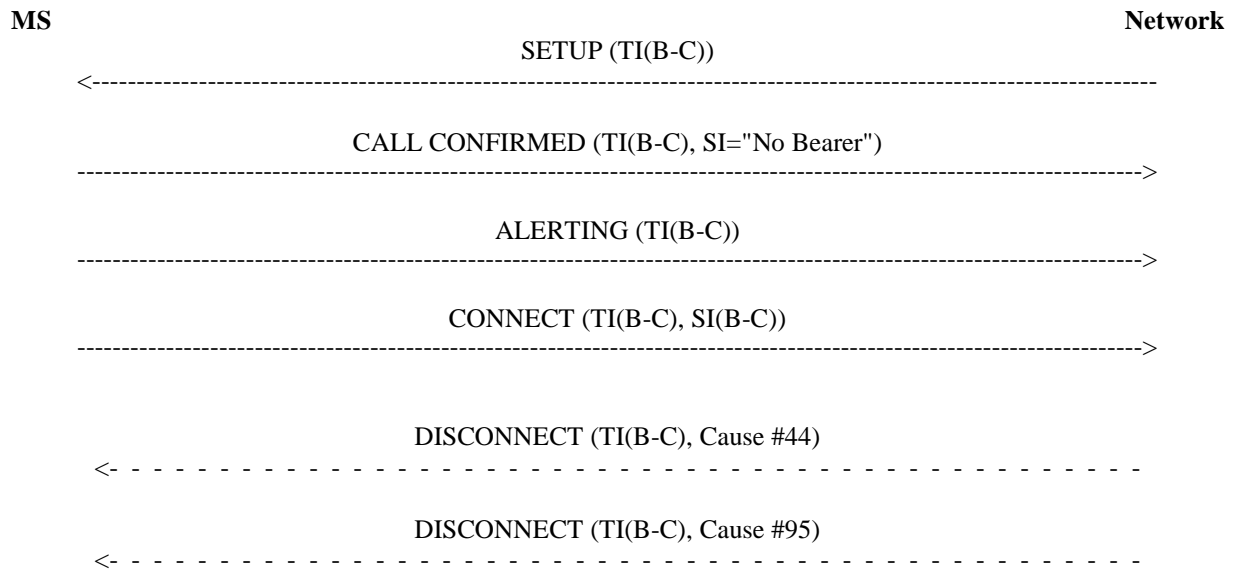 MS Network
SETUP (TI(B-C))
CALL CONFIRMED (TI(B-C), SI="No Bearer")
ALERTING (TI(B-C))
CONNECT (TI(B-C), SI(B-C))
DISCONNECT (TI(B-C), Cause #44)
DISCONNECT (TI(B-C), Cause #95)